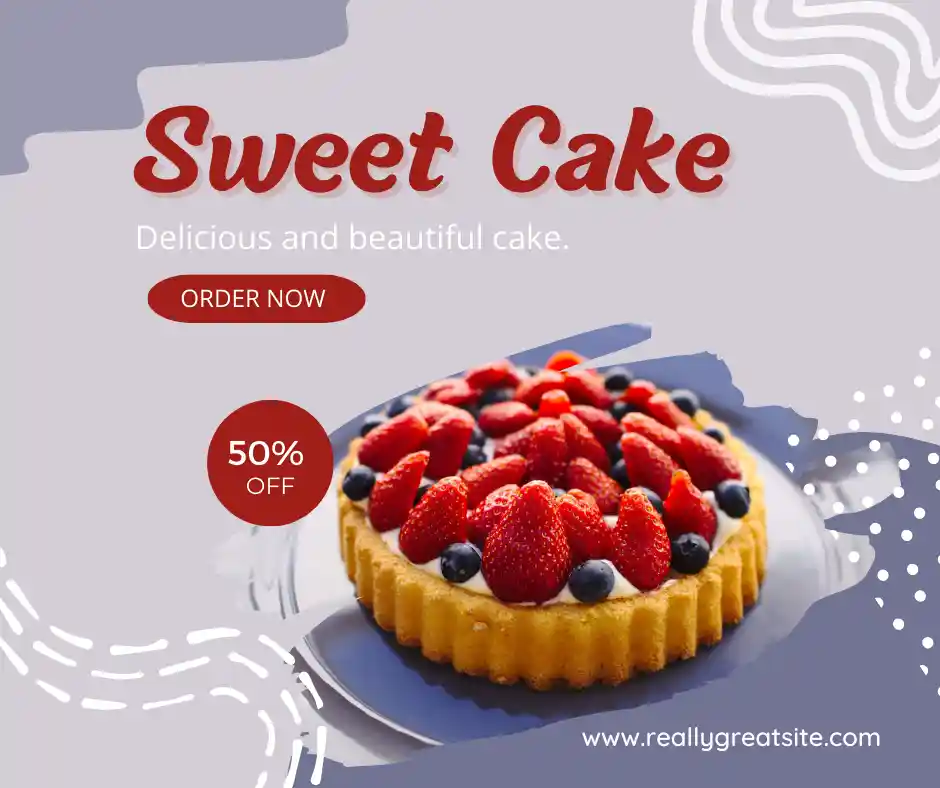 Sweet Cake
Delicious and beautiful cake.
ORDER NOW
50%
OFF
www.reallygreatsite.com